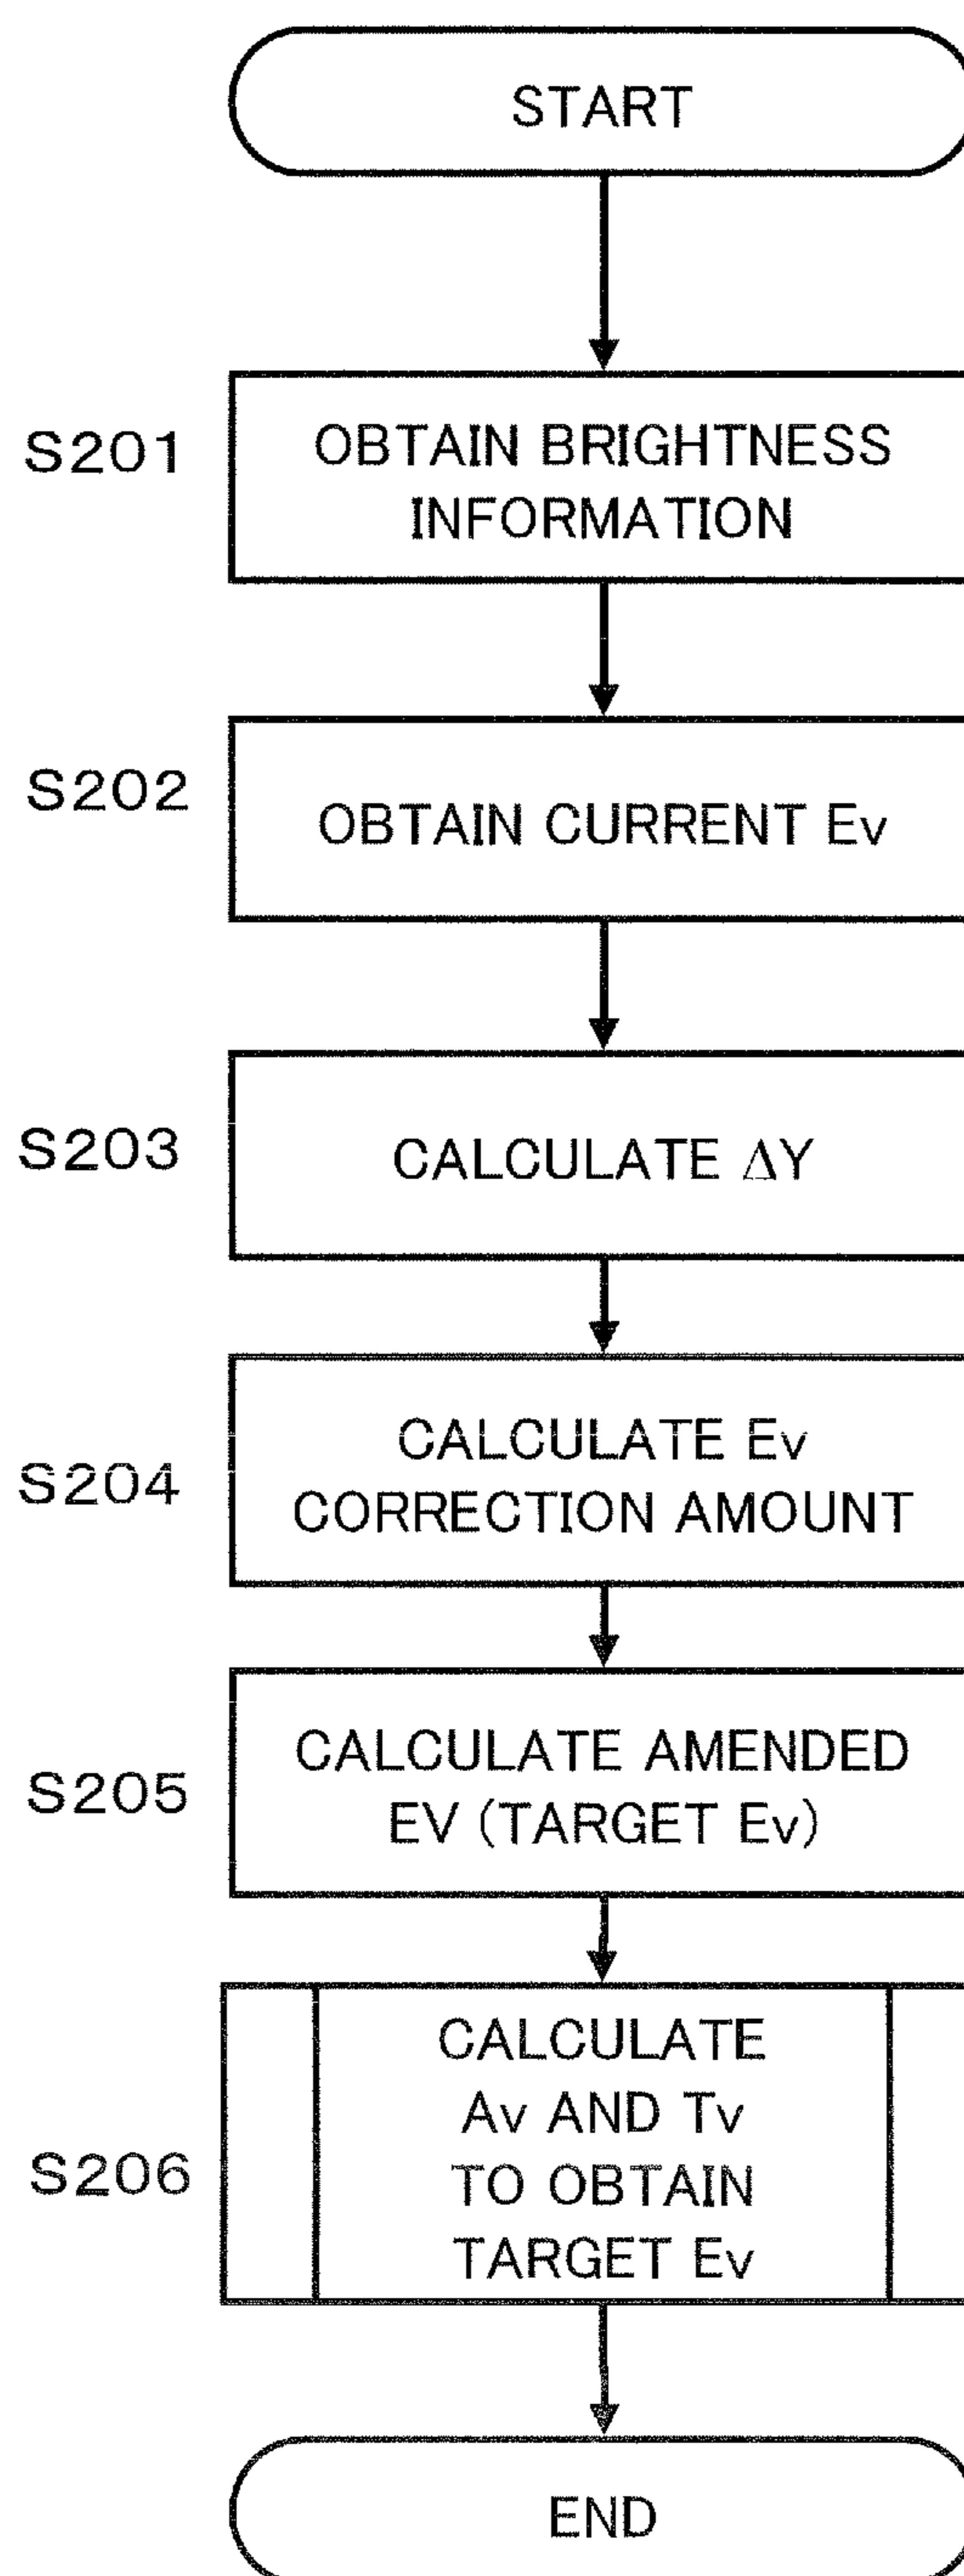 START
S201
OBTAIN BRIGHTNESS
INFORMATION
S202
OBTAIN CURRENT Ev
S203
CALCULATE ΔY
S204
CALCULATE Ev
CORRECTION AMOUNT
S205
CALCULATE AMENDED
EV (TARGET Ev)
S206
CALCULATE
Av AND Tv
TO OBTAIN
TARGET Ev
END